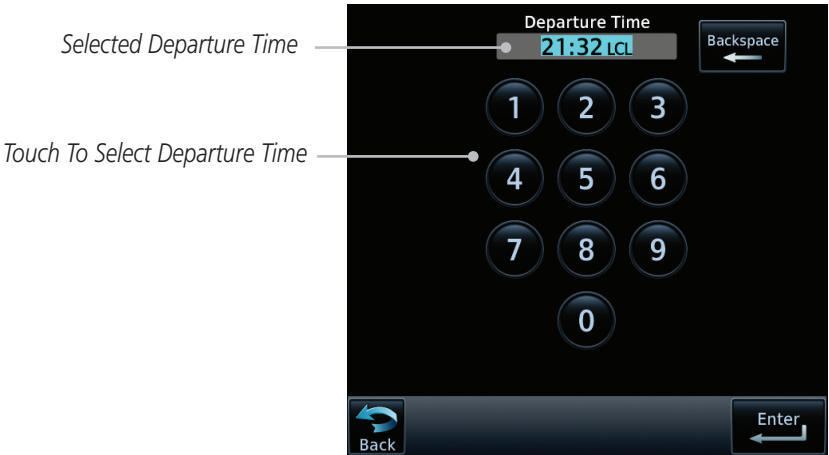 Departure Time
Selected Departure Time
21:32 LCL
Backspace
1 2 3
Touch To Select Departure Time
4 5 6
7 8 9
0
Back
Enter